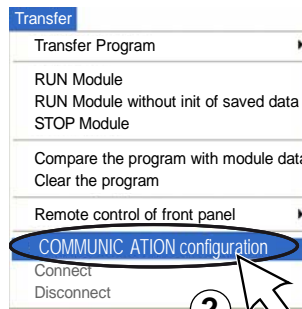 Transfer
Transfer Program
RUN Module
RUN Module without init of saved data
STOP Module
Compare the program with module data
Clear the program
Remote control of front panel
COMMUNIC ATION configuration
Connect
Disconnect
2